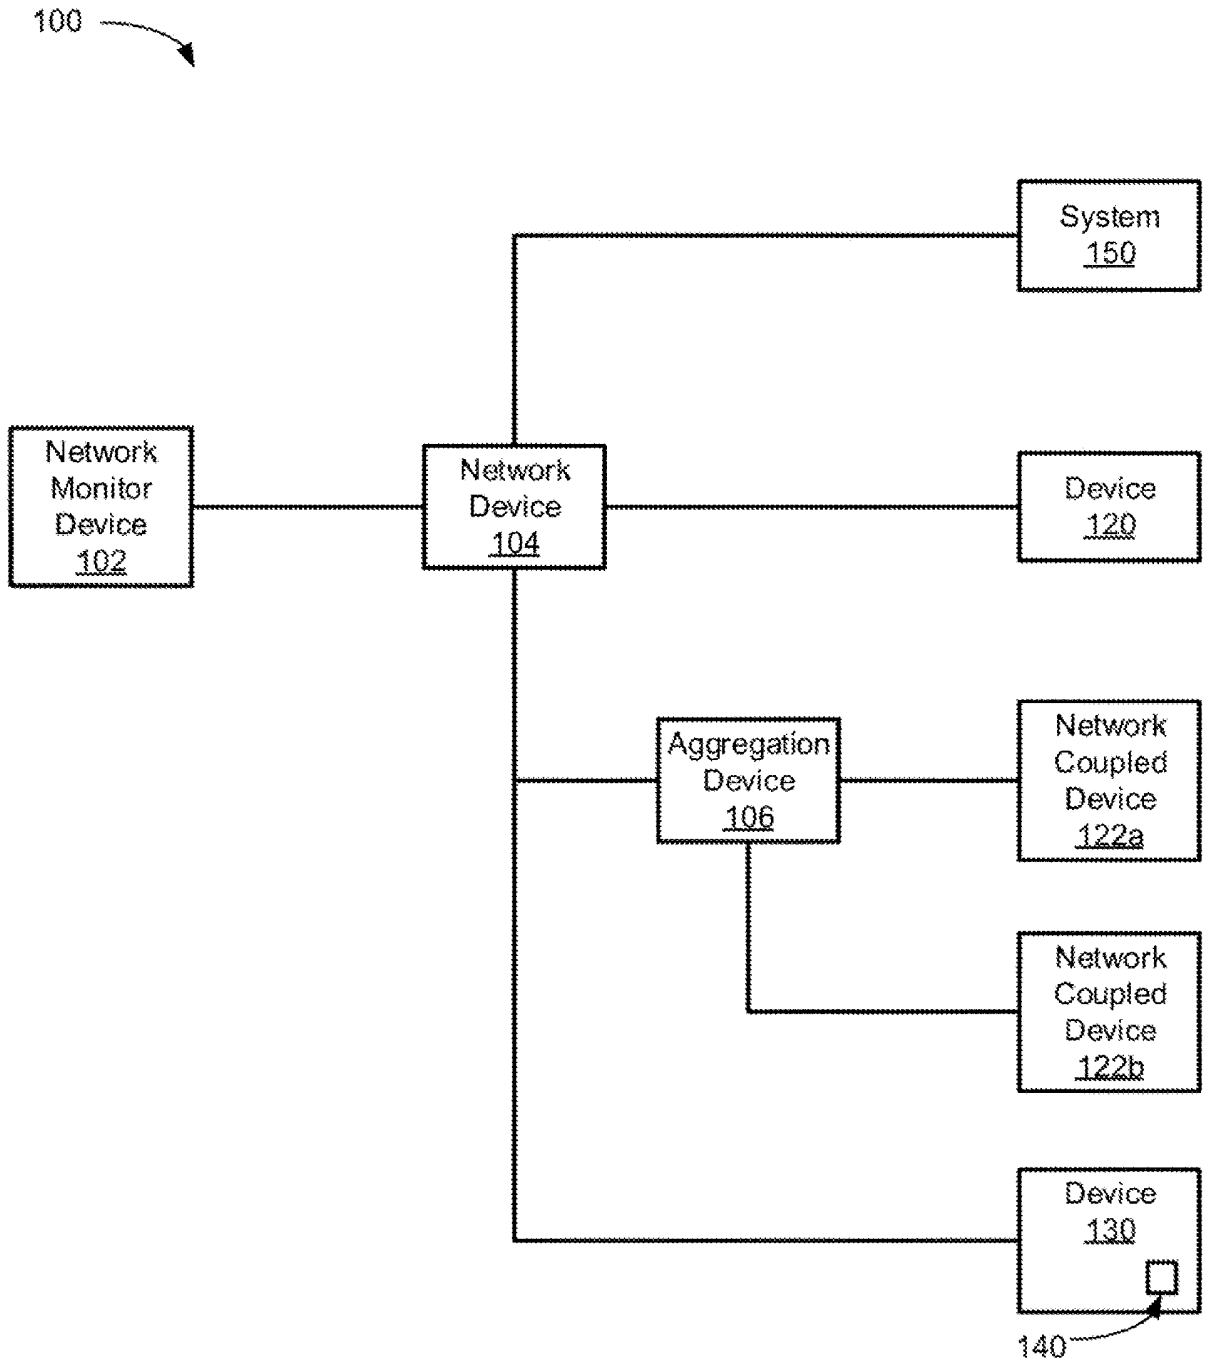 100
System
150
Network
Monitor
Device
102
Network
Device
104
Device
120
Aggregation
Device
106
Network
Coupled
Device
122a
Network
Coupled
Device
122b
Device
130
140